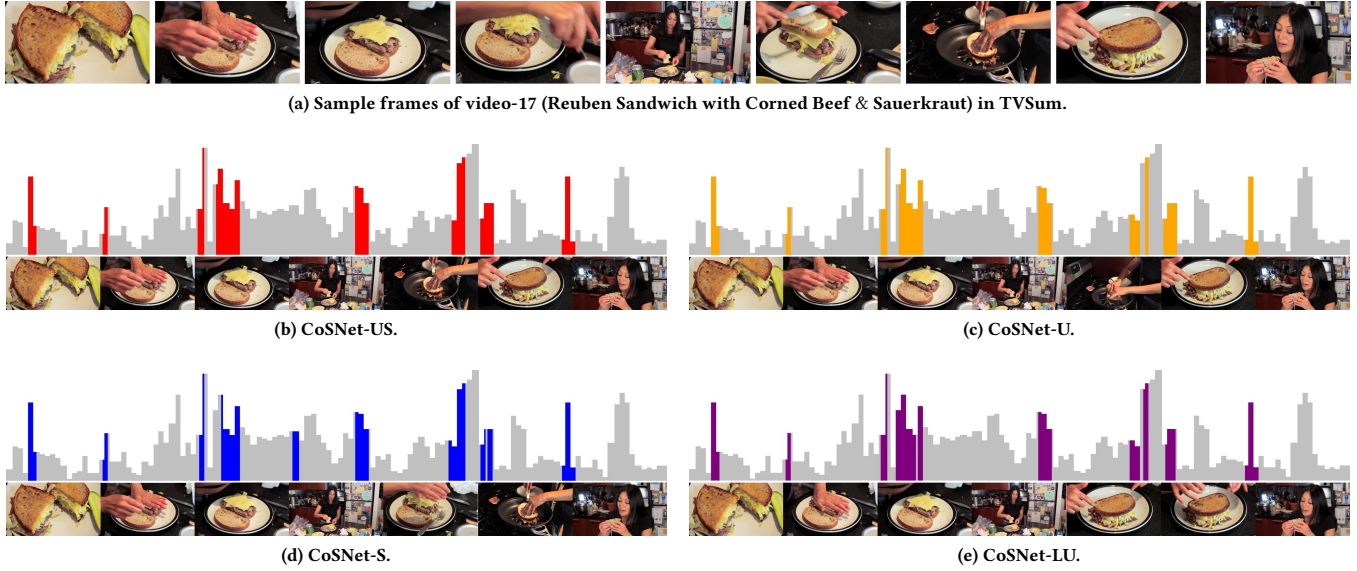 (a) Sample frames of video-17 (Reuben Sandwich with Corned Beef & Sauerkraut) in TVSum.
(b) CoSNet-US.
(c) CoSNet-U.
(d) CoSNet-S.
(e) CoSNet-LU.